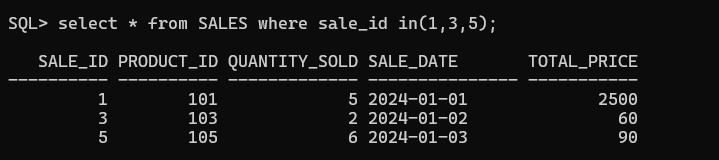 SQL> select * from SALES where sale_id in(1,3,5);
SALE_ID PRODUCT_ID QUANTITY_SOLD SALE_DATE TOTAL_PRICE
---------- ---------- ------------- --------------- -----------
1 101 5 2024-01-01 2500
3 103 2 2024-01-02 60
5 105 6 2024-01-03 90